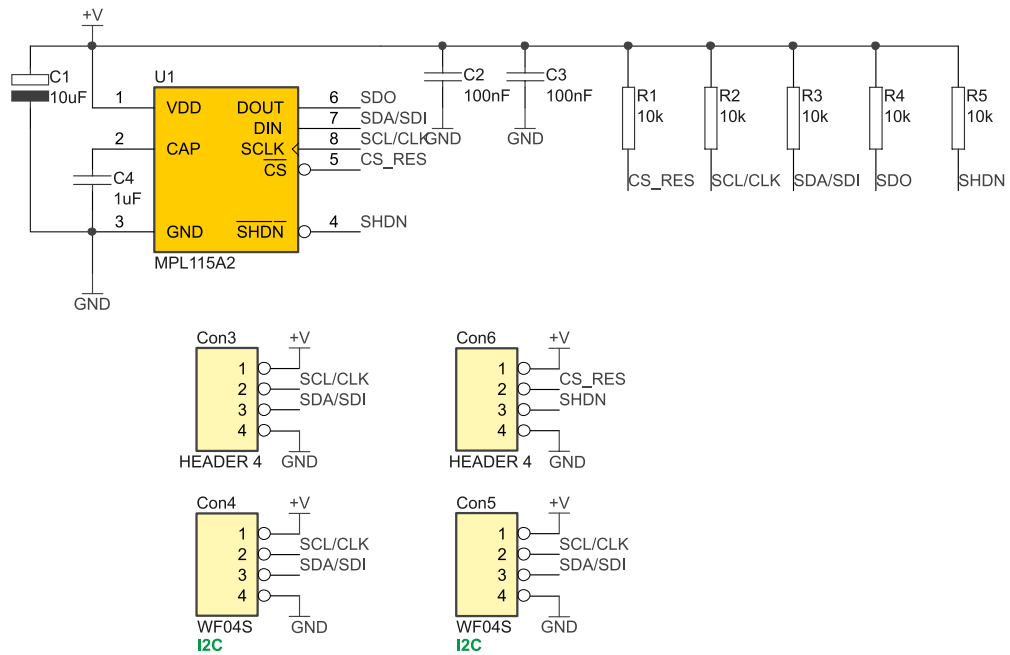 +V
C1
10uF
U1
1 VDD
2 CAP
3 GND
DOUT 6 SDO
DIN 7 SDA/SDI
SCLK 8 SCL/CLK
CS 5 CS_RES
SHDN 4 SHDN
MPL115A2
C4
1uF
GND
C2
100nF
GND
C3
100nF
GND
R1
10k
CS_RES
R2
10k
SCL/CLK
R3
10k
SDA/SDI
R4
10k
SDO
R5
10k
SHDN
Con3
+V
1
2 SCL/CLK
3 SDA/SDI
4
HEADER 4
GND
Con6
+V
1
2 CS_RES
3 SHDN
4
HEADER 4
GND
Con4
+V
1
2 SCL/CLK
3 SDA/SDI
4
WF04S
GND
I2C
Con5
+V
1
2 SCL/CLK
3 SDA/SDI
4
WF04S
GND
I2C